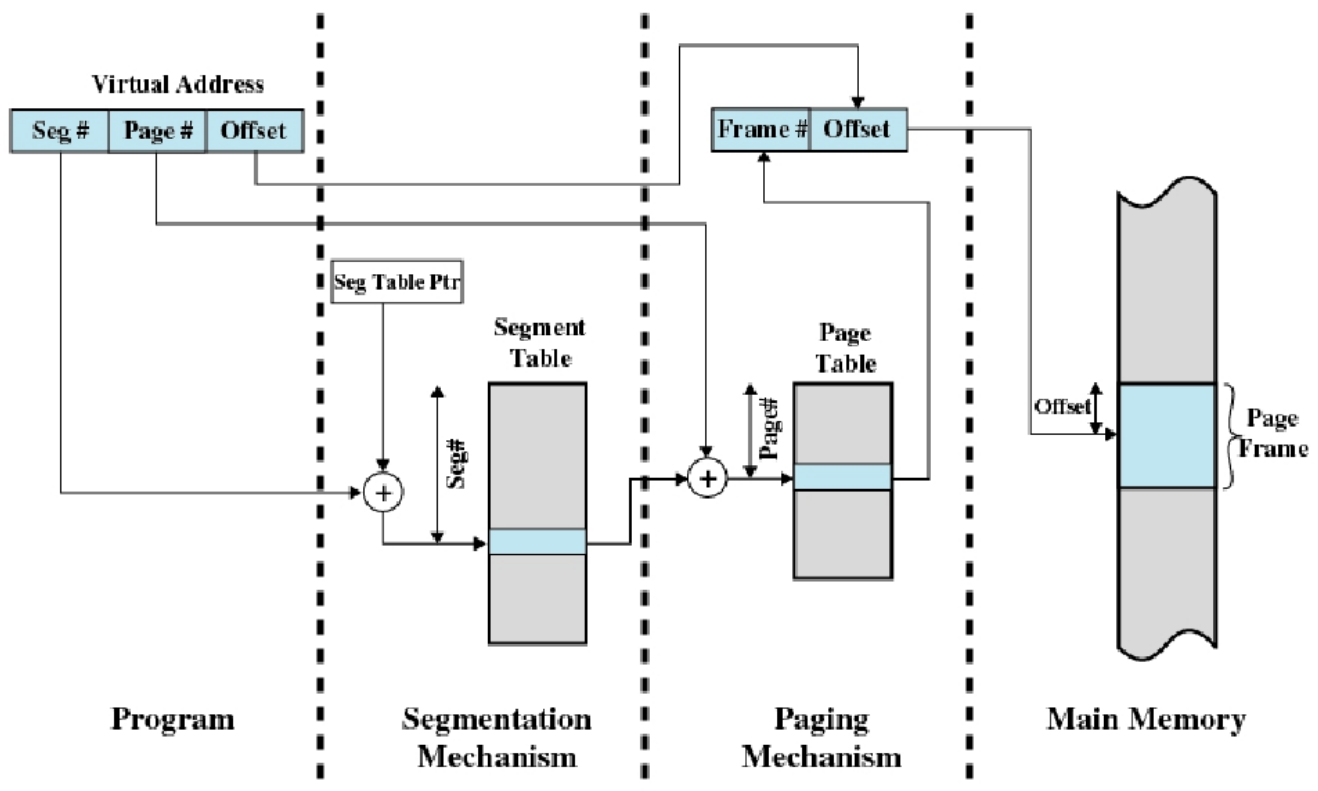 Virtual Address
Seg # Page # Offset
Frame # Offset
Seg Table Ptr
Segment
Table
Page
Table
Seg#
Page#
Offset
Page
Frame
+
+
Program
Segmentation
Mechanism
Paging
Mechanism
Main Memory